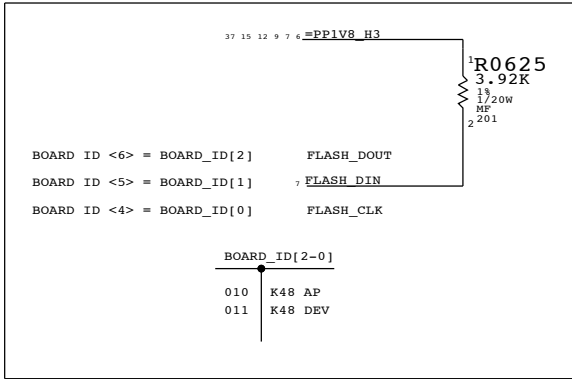 37 15 12 9 7 6 =PP1V8_H3
1 R0625
3.92K
1%
1/20W
MF
201
2
BOARD ID <6> = BOARD_ID[2] FLASH_DOUT
BOARD ID <5> = BOARD_ID[1] 7 FLASH_DIN
BOARD ID <4> = BOARD_ID[0] FLASH_CLK
BOARD_ID[2-0]
010 K48 AP
011 K48 DEV